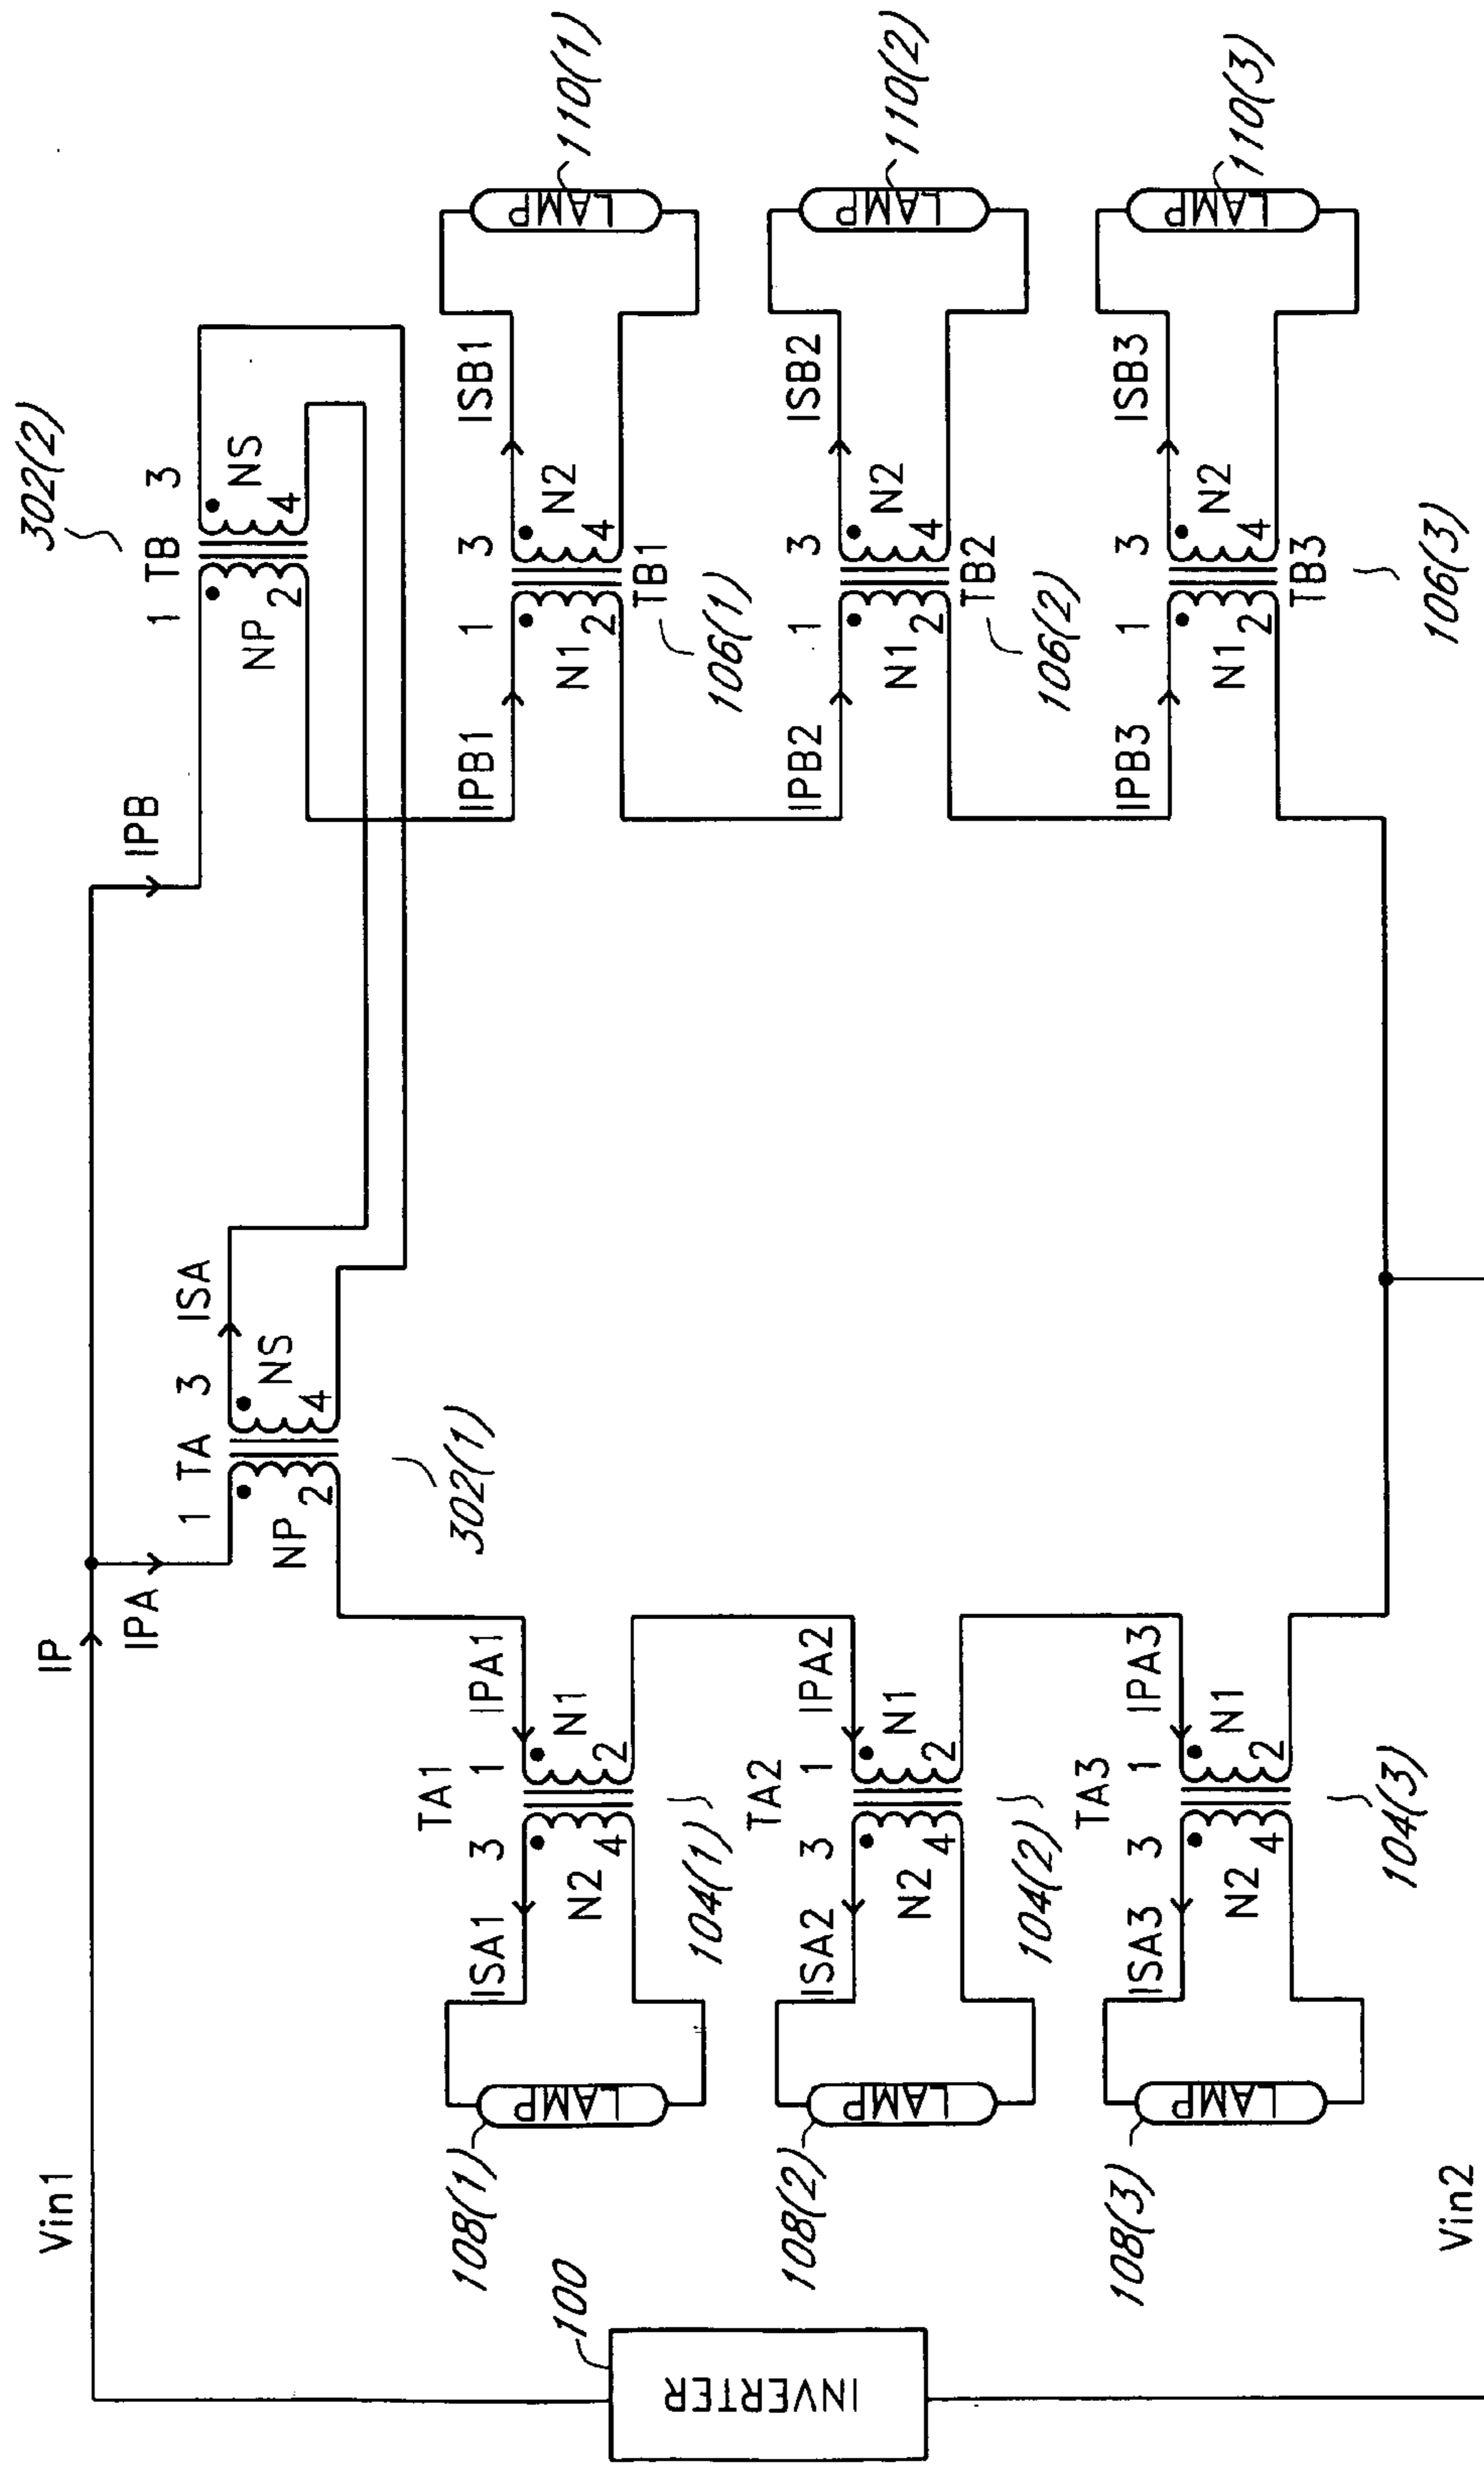 302(2)
IP
IPA
IPB
1 TA 3
ISA
NP
NS
2
4
302(1)
1 TB 3
NP
NS
2
4
Vin1
100
INVERTER
Vin2
TA1
ISA1
3
1
IPA1
N2
N1
4
2
108(1)
LAMP
104(1)
TA2
ISA2
3
1
IPA2
N2
N1
4
2
108(2)
LAMP
104(2)
TA3
ISA3
3
1
IPA3
N2
N1
4
2
108(3)
LAMP
104(3)
IPB1
1
3
ISB1
N1
N2
2
4
TB1
106(1)
LAMP
110(1)
IPB2
1
3
ISB2
N1
N2
2
4
TB2
106(2)
LAMP
110(2)
IPB3
1
3
ISB3
N1
N2
2
4
TB3
106(3)
LAMP
110(3)